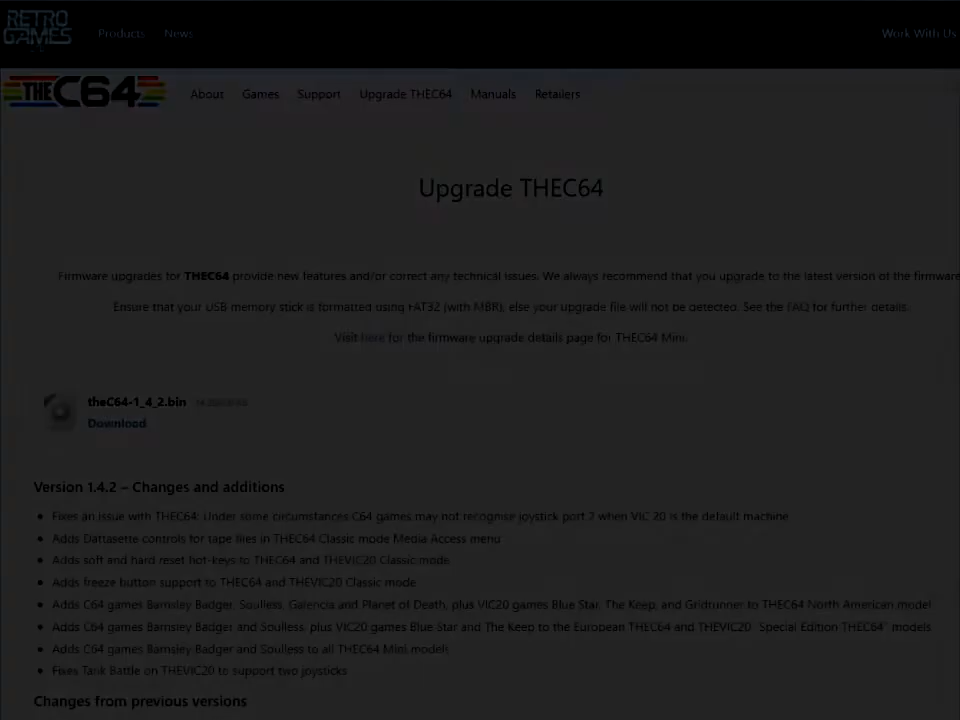 RETRO GAMES
Products News Work With Us
THEC64 About Games Support Upgrade THEC64 Manuals Retailers
Upgrade THEC64
Firmware upgrades for THEC64 provide new features and/or correct any technical issues. We always recommend that you upgrade to the latest version of the firmware
Ensure that your USB memory stick is formatted using FAT32 (with MBR), else your upgrade file will not be detected. See the FAQ for further details.
Visit here for the firmware upgrade details page for THEC64 Mini.
theC64-1_4_2.bin
Download
Version 1.4.2 – Changes and additions
Fixes an issue with THEC64: Under some circumstances C64 games may not recognise joystick port 2 when VIC 20 is the default machine
Adds Dattasette controls for tape files in THEC64 Classic mode Media Access menu
Adds soft and hard reset hot-keys to THEC64 and THEVIC20 Classic mode
Adds freeze button support to THEC64 and THEVIC20 Classic mode
Adds C64 games Barnsley Badger, Soulless, Galencia and Planet of Death, plus VIC20 games Blue Star, The Keep, and Gridrunner to THEC64 North American model
Adds C64 games Barnsley Badger and Soulless, plus VIC20 games Blue Star and The Keep to the European THEC64 and THEVIC20 "Special Edition THEC64" models
Adds C64 games Barnsley Badger and Soulless to all THEC64 Mini models
Fixes Tank Battle on THEVIC20 to support two joysticks
Changes from previous versions